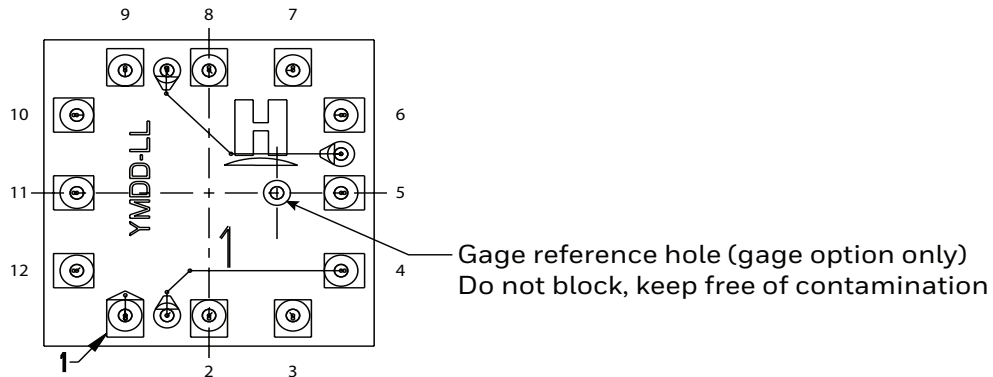 9 8 7
10 6
H
YMDD-LL
11 5
1
Gage reference hole (gage option only)
12 4
Do not block, keep free of contamination
1
2 3